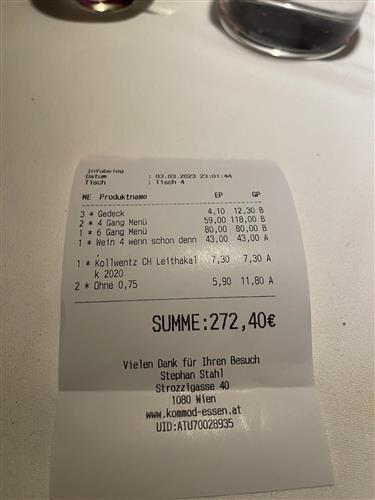 Infobeleg
Datum : 03.03.2023 23:01:44
Tisch : Tisch 4
ME Produktname EP GP
3 * Gedeck 4,10 12,30 B
2 * 4 Gang Menü 59,00 118,00 B
1 * 6 Gang Menü 80,00 80,00 B
1 * Wein 4 wenn schon denn 43,00 43,00 A
,
1 * Kollwentz CH Leithakal 7,30 7,30 A
k 2020
2 * Ohne 0,75 5,90 11,80 A
SUMME:272,40€
Vielen Dank für Ihren Besuch
Stephan Stahl
Strozzigasse 40
1080 Wien
www.kommod-essen.at
UID:ATU70028935